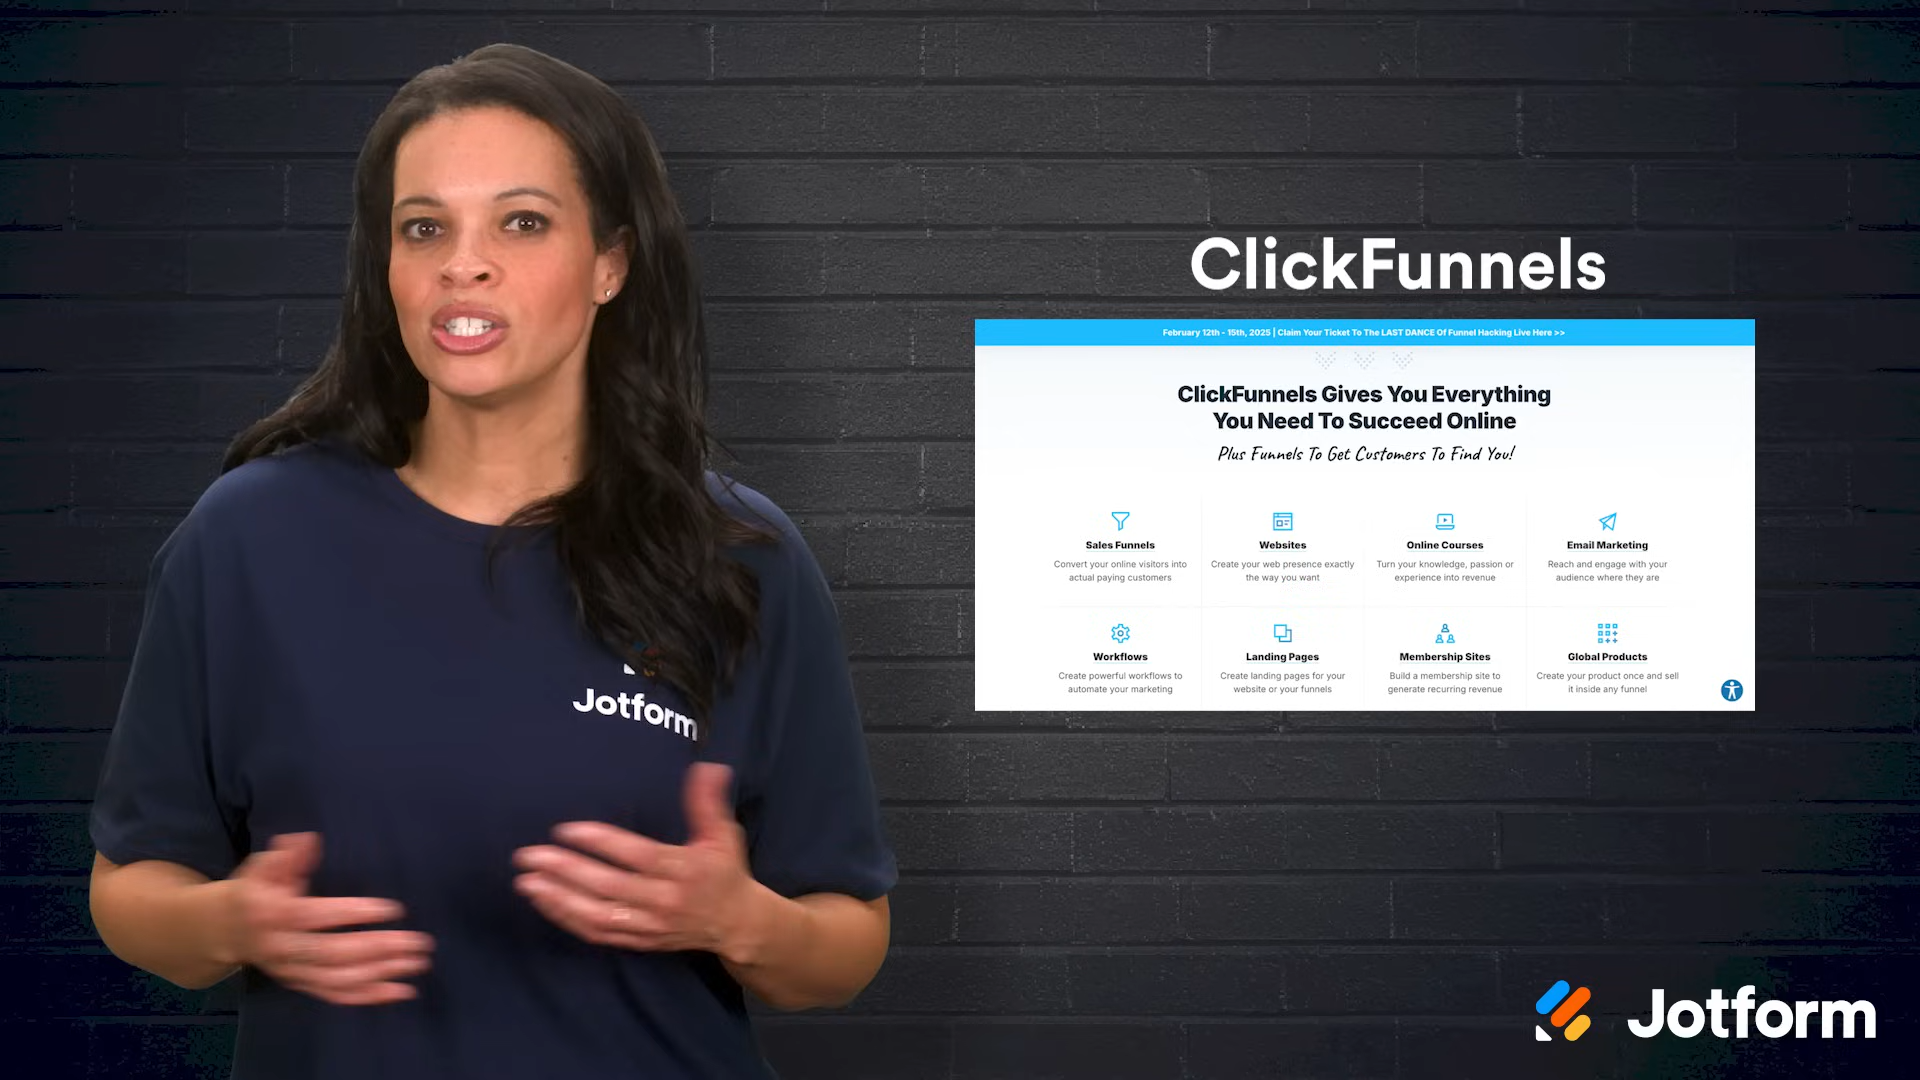 ClickFunnels
February 12th - 15th, 2025 | Claim Your Ticket To The LAST DANCE Of Funnel Hacking Live Here >>
ClickFunnels Gives You Everything
You Need To Succeed Online
Plus Funnels To Get Customers To Find You!
Sales Funnels
Convert your online visitors into
actual paying customers
Websites
Create your web presence exactly
the way you want
Online Courses
Turn your knowledge, passion or
experience into revenue
Email Marketing
Reach and engage with your
audience where they are
Workflows
Create powerful workflows to
automate your marketing
Landing Pages
Create landing pages for your
website or your funnels
Membership Sites
Build a membership site to
generate recurring revenue
Global Products
Create your product once and sell
it inside any funnel
Jotform
Jotform